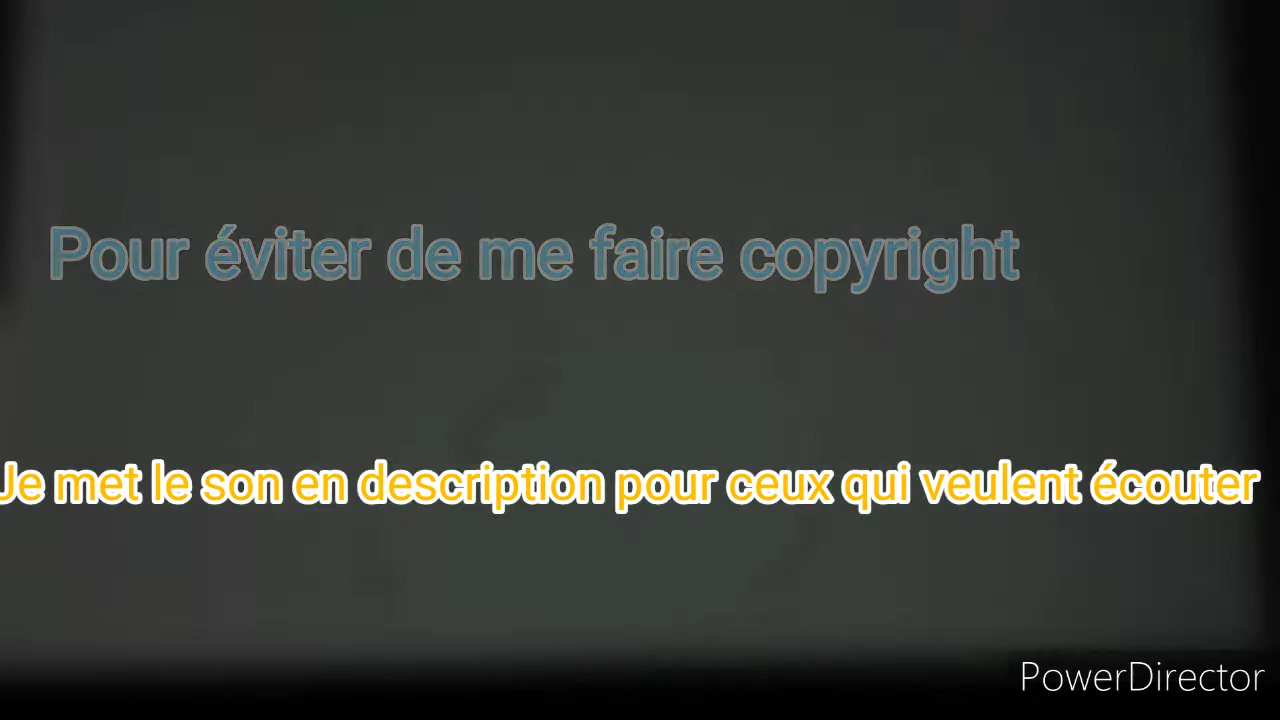 Pour éviter de me faire copyright
Je met le son en description pour ceux qui veulent écouter
PowerDirector